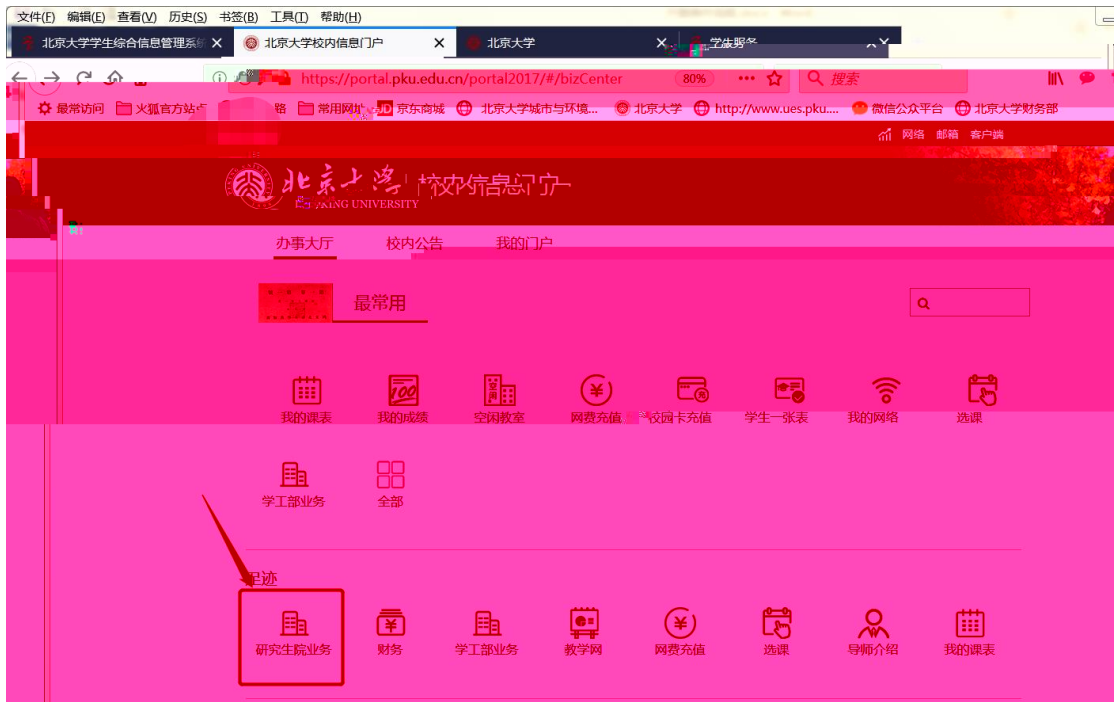 文件(F) 编辑(E) 查看(V) 历史(S) 书签(B) 工具(T) 帮助(H)
北京大学学生综合信息管理系统 北京大学校内信息门户 北京大学
https://portal.pku.edu.cn/portal2017/#/bizCenter 80% 搜索
最常访问 火狐官方站点 常用网址 JD 京东商城 北京大学城市与环境... 北京大学 http://www.ues.pku.... 微信公众平台 北京大学财务部
网络 邮箱 客户端
北京大学 校内信息门户
UNIVERSITY
办事大厅 校内公告 我的门户
最常用
我的课表 我的成绩 空闲教室 网费充值 校园卡充值 学生一张表 我的网络 选课
学工部业务 全部
足迹
研究生院业务 财务 学工部业务 教学网 网费充值 选课 导师介绍 我的课表